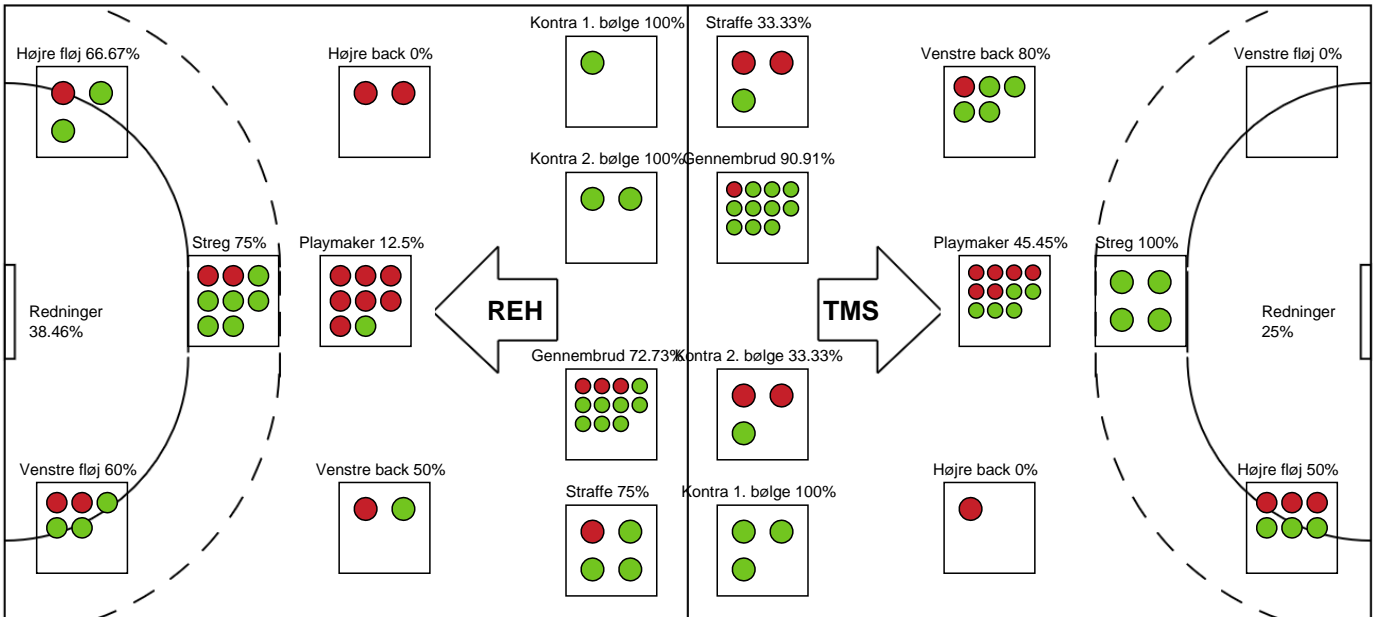 Kontra 1. bølge 100%
Straffe 33.33%
Højre fløj 66.67%
Højre back 0%
Venstre back 80%
Venstre fløj 0%
Kontra 2. bølge 100%
Gennembrud 90.91%
Streg 75%
Playmaker 12.5%
Playmaker 45.45%
Streg 100%
Redninger
38.46%
REH
TMS
Redninger
25%
Gennembrud 72.73%
Kontra 2. bølge 33.33%
Venstre fløj 60%
Venstre back 50%
Straffe 75%
Kontra 1. bølge 100%
Højre back 0%
Højre fløj 50%